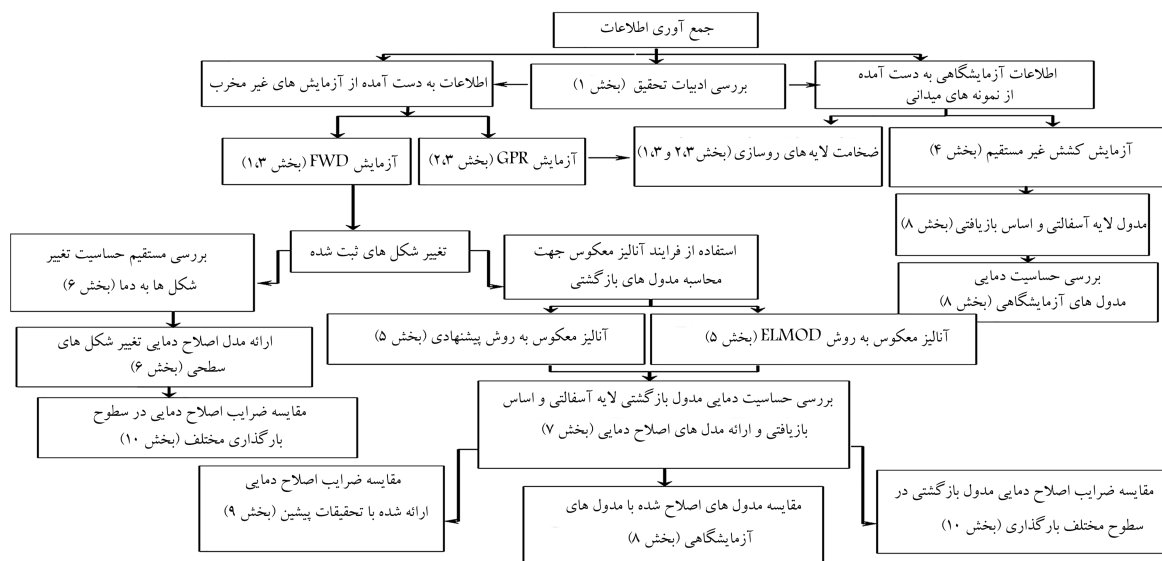 جمع آوری اطلاعات
اطلاعات آزمایشگاهی به دست آمده
از نمونه های میدانی
بررسی ادبیات تحقیق (بخش ۱)
اطلاعات به دست آمده از آزمایش های غیر مخرب
آزمایش کشش غیر مستقیم (بخش ۴)
ضخامت لایه های روسازی (بخش ۲،۳ و ۱،۳)
آزمایش GPR (بخش ۲،۳)
آزمایش FWD (بخش ۱،۳)
مدول لایه آسفالتی و اساس بازیافتی (بخش ۸)
بررسی حساسیت دمایی
مدول های آزمایشگاهی (بخش ۸)
استفاده از فرایند آنالیز معکوس جهت
محاسبه مدول های بازگشتی
تغییر شکل های ثبت شده
بررسی مستقیم حساسیت تغییر
شکل ها به دما (بخش ۶)
آنالیز معکوس به روش ELMOD (بخش ۵)
آنالیز معکوس به روش پیشنهادی (بخش ۵)
ارائه مدل اصلاح دمایی تغییر شکل های
سطحی (بخش ۶)
بررسی حساسیت دمایی مدول بازگشتی لایه آسفالتی و اساس
بازیافتی و ارائه مدل های اصلاح دمایی (بخش ۷)
مقایسه ضرایب اصلاح دمایی در سطوح
بارگذاری مختلف (بخش ۱۰)
مقایسه ضرایب اصلاح دمایی مدول بازگشتی در
سطوح مختلف بارگذاری (بخش ۱۰)
مقایسه مدول های اصلاح شده با مدول های
آزمایشگاهی (بخش ۸)
مقایسه ضرایب اصلاح دمایی
ارائه شده با تحقیقات پیشین (بخش ۹)